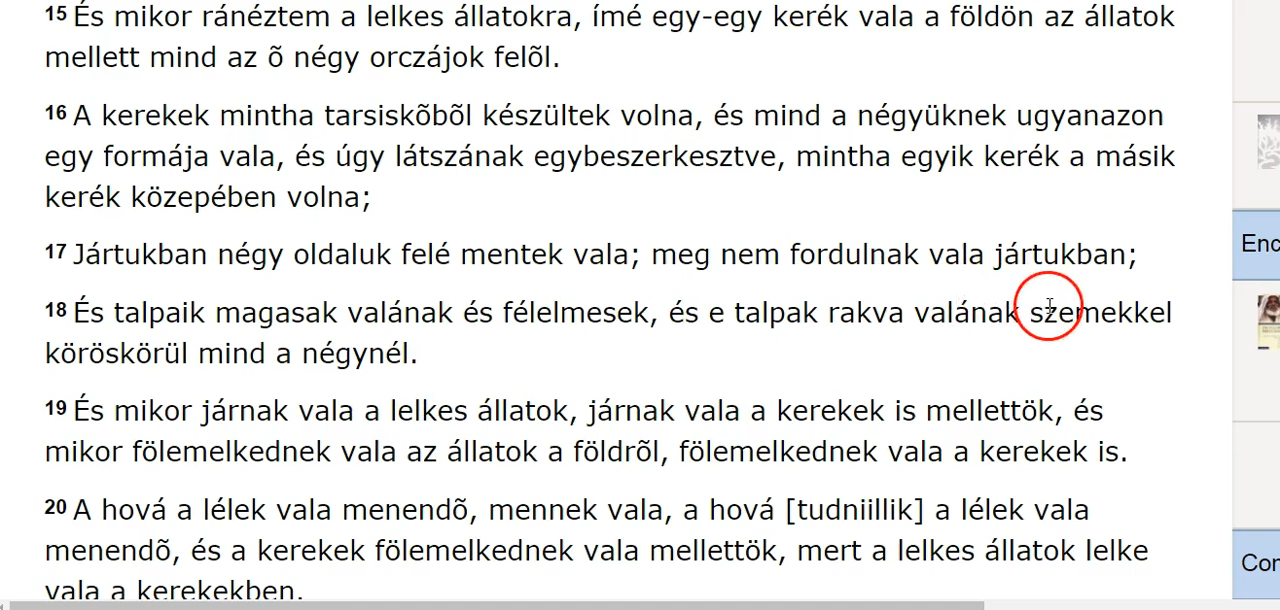 15 És mikor ránéztem a lelkes állatokra, ímé egy-egy kerék vala a földön az állatok
mellett mind az õ négy orczájok felõl.
16 A kerekek mintha tarsiskõbõl készültek volna, és mind a négyüknek ugyanazon
egy formája vala, és úgy látszának egybeszerkesztve, mintha egyik kerék a másik
kerék közepében volna;
17 Jártukban négy oldaluk felé mentek vala; meg nem fordulnak vala jártukban;
18 És talpaik magasak valának és félelmesek, és e talpak rakva valának szemekkel
köröskörül mind a négynél.
19 És mikor járnak vala a lelkes állatok, járnak vala a kerekek is mellettök, és
mikor fölemelkednek vala az állatok a földrõl, fölemelkednek vala a kerekek is.
20 A hová a lélek vala menendõ, mennek vala, a hová [tudniillik] a lélek vala
menendõ, és a kerekek fölemelkednek vala mellettök, mert a lelkes állatok lelke
vala a kerekekben.
Enc
Con